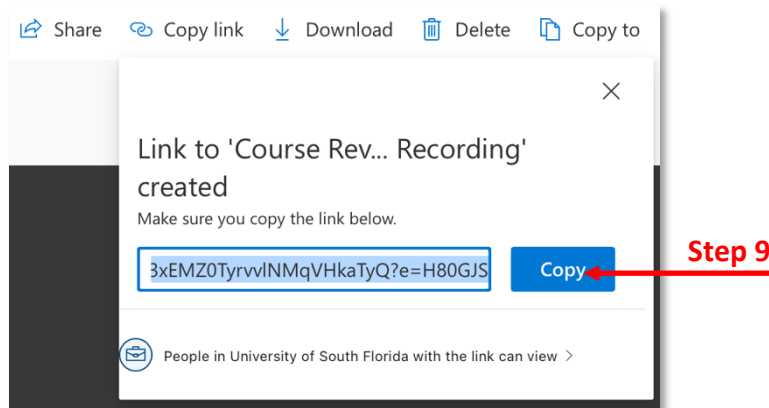 Share Copy link Download Delete Copy to
Link to 'Course Rev... Recording'
created
Make sure you copy the link below.
3xEMZ0TyrvvlNMqVHkaTyQ?e=H80GJS Copy
Step 9
People in University of South Florida with the link can view >